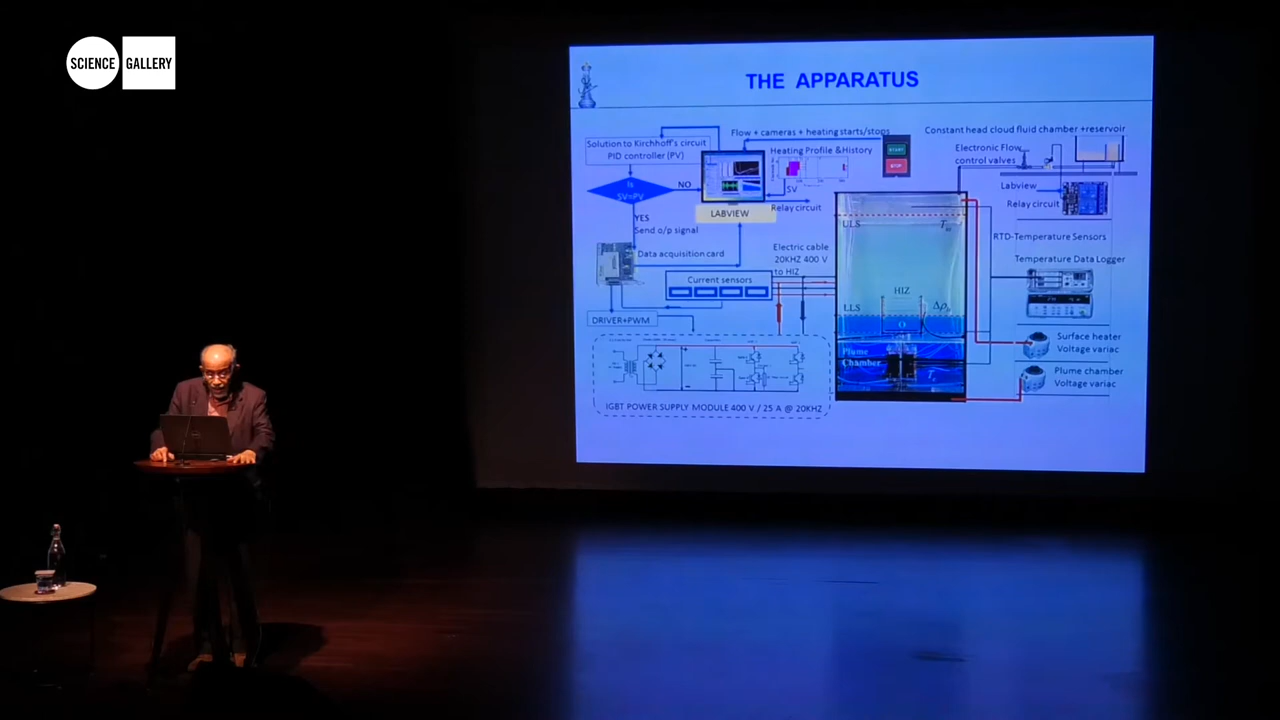 SCIENCE
GALLERY
THE APPARATUS
Flow + cameras + heating starts/stops
Constant head cloud fluid chamber +reservoir
Solution to Kirchhoff's circuit
PID controller (PV)
Heating Profile &History
START
STOP
Electronic Flow
control valves
Is
SV=PV
NO
SV
Relay circuit
LABVIEW
Labview
Relay circuit
YES
Send o/p signal
ULS
RTD-Temperature Sensors
Data acquisition card
Electric cable
20KHZ 400 V
to HIZ
Temperature Data Logger
Current sensors
HIZ
LLS
DRIVER+PWM
Surface heater
Voltage variac
Plume
Chamber
Plume chamber
Voltage variac
IGBT POWER SUPPLY MODULE 400 V / 25 A @ 20KHZ